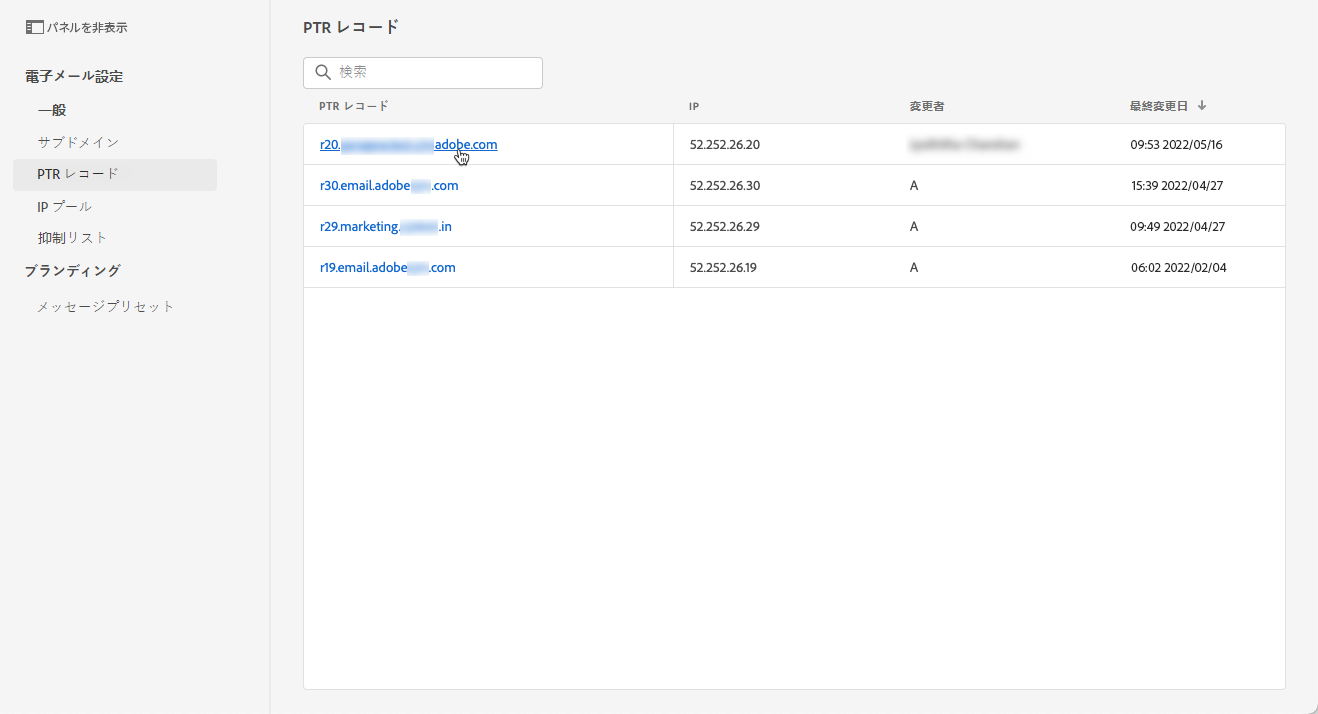 パネルを非表示
電子メール設定
一般
サブドメイン
PTR レコード
IP プール
抑制リスト
ブランディング
メッセージプリセット
PTR レコード
検索
PTR レコード IP 変更者 最終変更日
r20. adobe.com 52.252.26.20 09:53 2022/05/16
r30.email.adobe .com 52.252.26.30 A 15:39 2022/04/27
r29.marketing. .in 52.252.26.29 A 09:49 2022/04/27
r19.email.adobe .com 52.252.26.19 A 06:02 2022/02/04